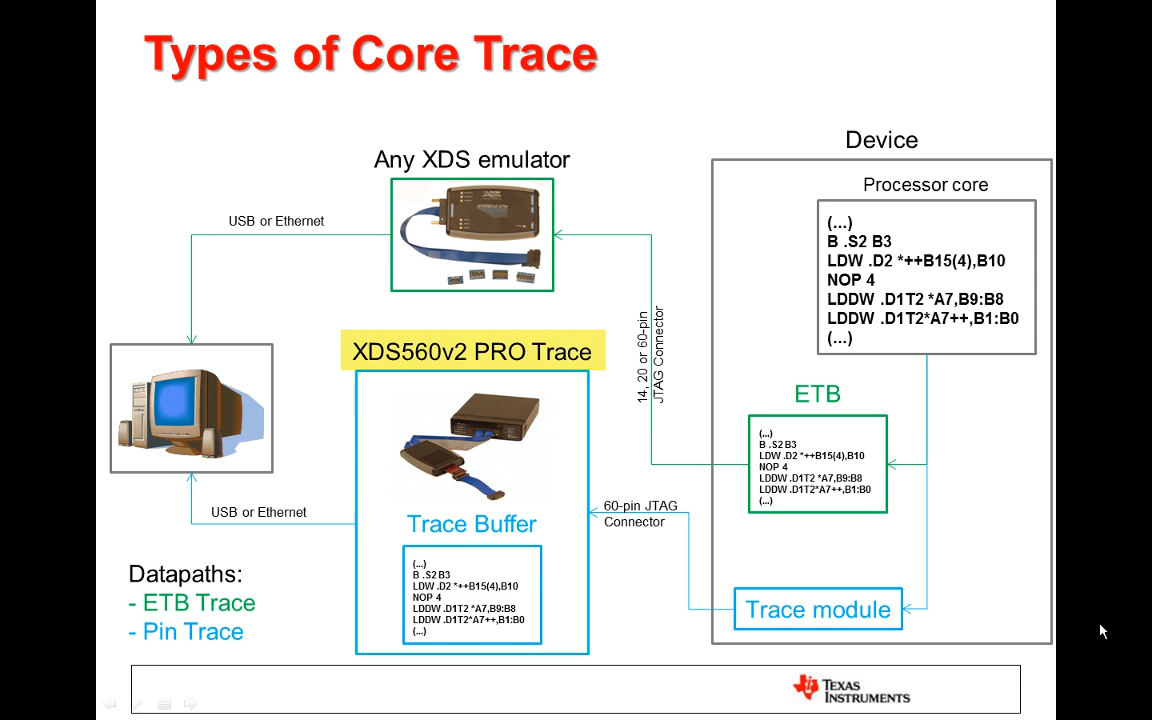 Types of Core Trace
Device
Any XDS emulator
Processor core
USB or Ethernet
(...)
B .S2 B3
LDW .D2 *++B15(4),B10
NOP 4
LDDW .D1T2 *A7,B9:B8
LDDW .D1T2*A7++,B1:B0
(...)
14, 20 or 60-pin
JTAG Connector
XDS560v2 PRO Trace
ETB
(...)
B .S2 B3
LDW .D2 *++B15(4),B10
NOP 4
LDDW .D1T2 *A7,B9:B8
LDDW .D1T2*A7++,B1:B0
(...)
60-pin JTAG
Connector
USB or Ethernet
Trace Buffer
(...)
B .S2 B3
LDW .D2 *++B15(4),B10
NOP 4
LDDW .D1T2 *A7,B9:B8
LDDW .D1T2*A7++,B1:B0
(...)
Trace module
Datapaths:
- ETB Trace
- Pin Trace
TEXAS
INSTRUMENTS